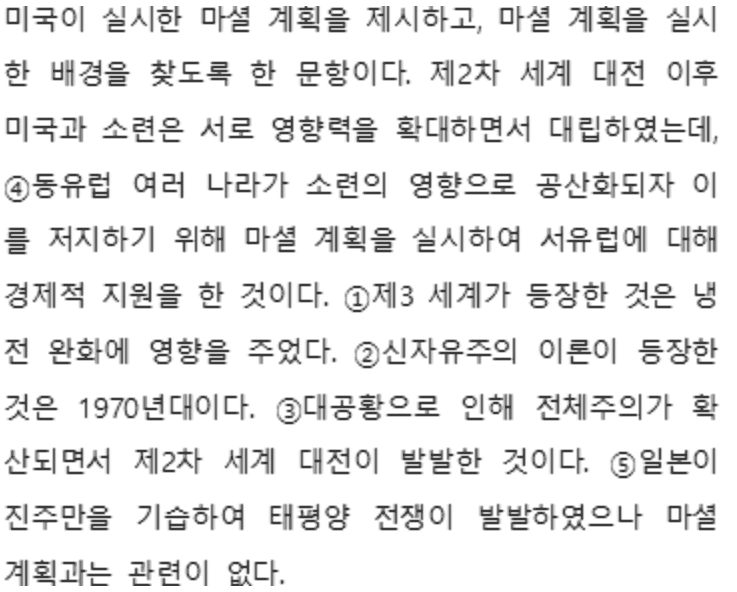 미국이 실시한 마셜 계획을 제시하고, 마셜 계획을 실시
한 배경을 찾도록 한 문항이다. 제2차 세계 대전 이후
미국과 소련은 서로 영향력을 확대하면서 대립하였는데,
④동유럽 여러 나라가 소련의 영향으로 공산화되자 이
를 저지하기 위해 마셜 계획을 실시하여 서유럽에 대해
경제적 지원을 한 것이다. ①제3 세계가 등장한 것은 냉
전 완화에 영향을 주었다. ②신자유주의 이론이 등장한
것은 1970년대이다. ③대공황으로 인해 전체주의가 확
산되면서 제2차 세계 대전이 발발한 것이다. ⑤일본이
진주만을 기습하여 태평양 전쟁이 발발하였으나 마셜
계획과는 관련이 없다.